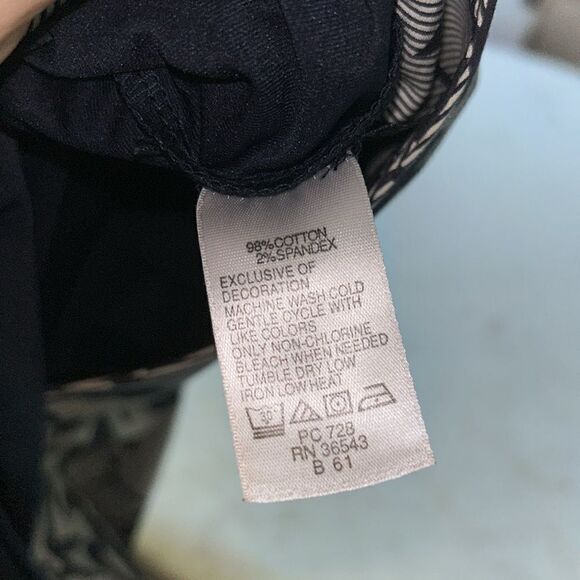 98%COTTON
2%SPANDEX
EXCLUSIVE OF
DECORATION
MACHINE WASH COLD
GENTLE CYCLE WITH
LIKE COLORS
ONLY NON-CHLORINE
BLEACH WHEN NEEDED
TUMBLE DRY LOW
IRON LOW HEAT
30
PC 728
RN 36543
B 61